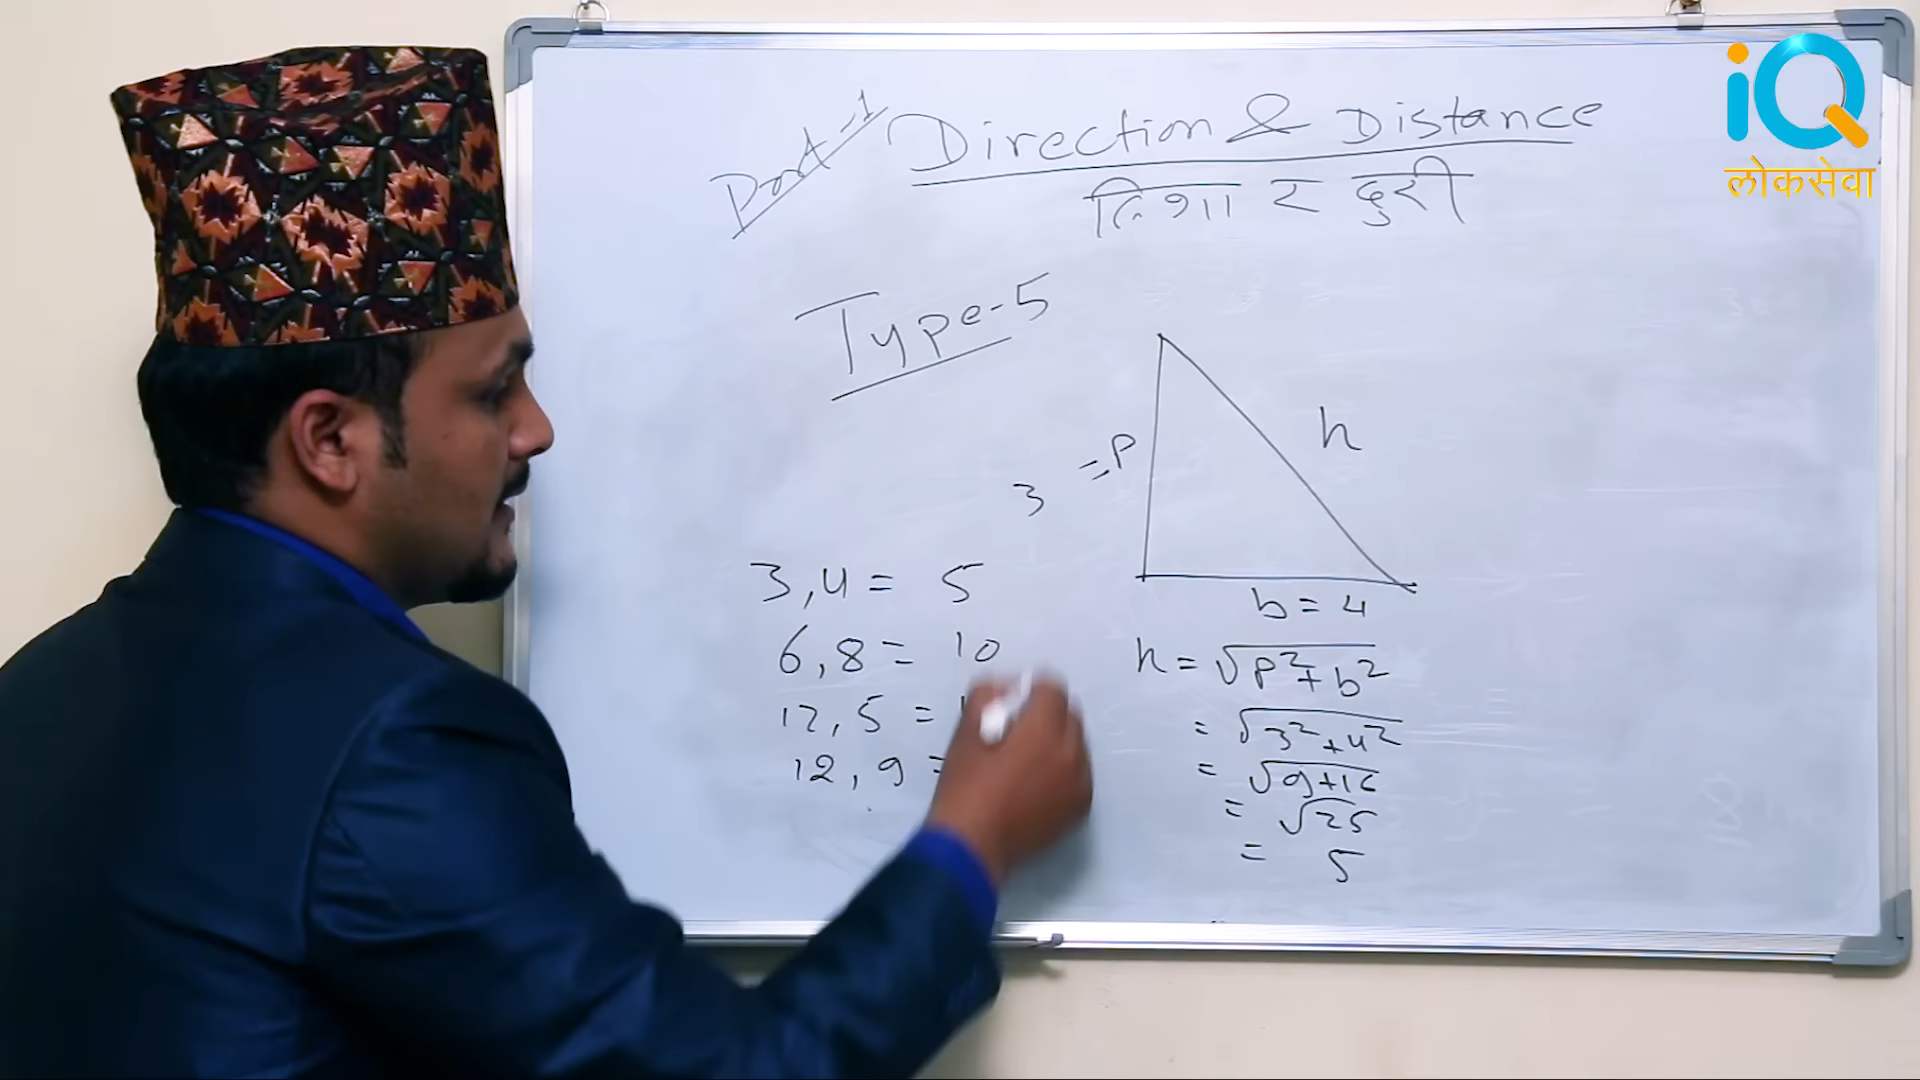 Part-1
Direction & Distance
दिशा र दुरी
iQ
लोकसेवा
Type-5
h
= P
3
b = 4
3,4 = 5
6,8 = 10
12,5 =
12,9 =
h = √p²+b²
= √3²+4²
= √9+16
= √25
= 5